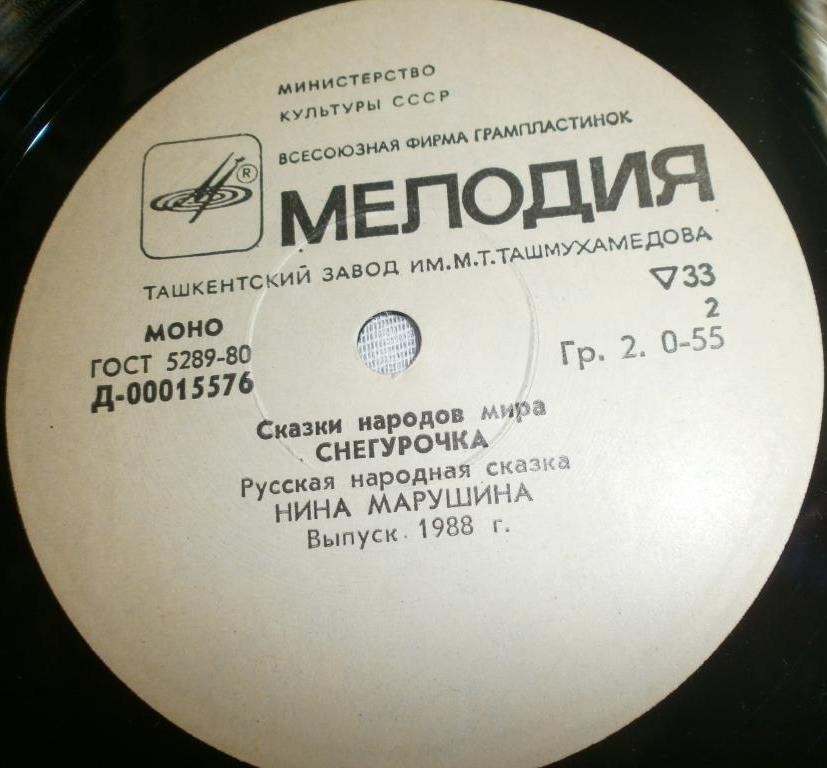 МИНИСТЕРСТВО
КУЛЬТУРЫ СССР
ВСЕСОЮЗНАЯ ФИРМА ГРАМПЛАСТИНОК
®
МЕЛОДИЯ
ТАШКЕНТСКИЙ ЗАВОД ИМ.М.Т.ТАШМУХАМЕДОВА
МОНО
ГОСТ 5289-80
Д-00015576
▽33
2
Гр. 2. 0-55
Сказки народов мира
СНЕГУРОЧКА
Русская народная сказка
НИНА МАРУШИНА
Выпуск 1988 г.